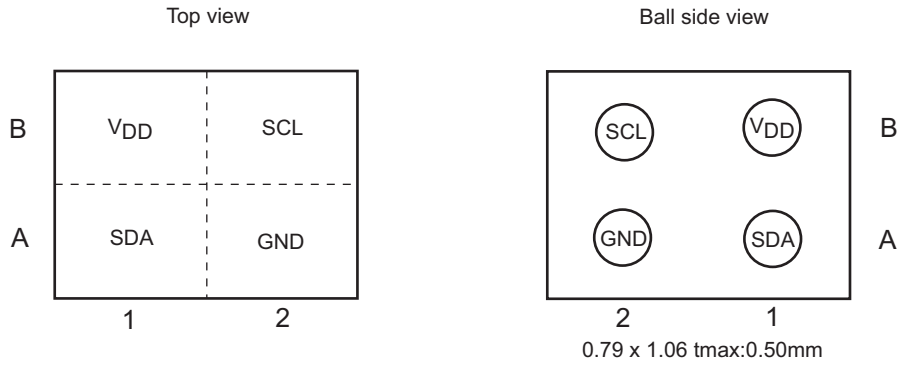 Top view
B
VDD
SCL
A
SDA
GND
1
2
Ball side view
SCL
VDD
B
GND
SDA
A
2
1
0.79 x 1.06 tmax:0.50mm